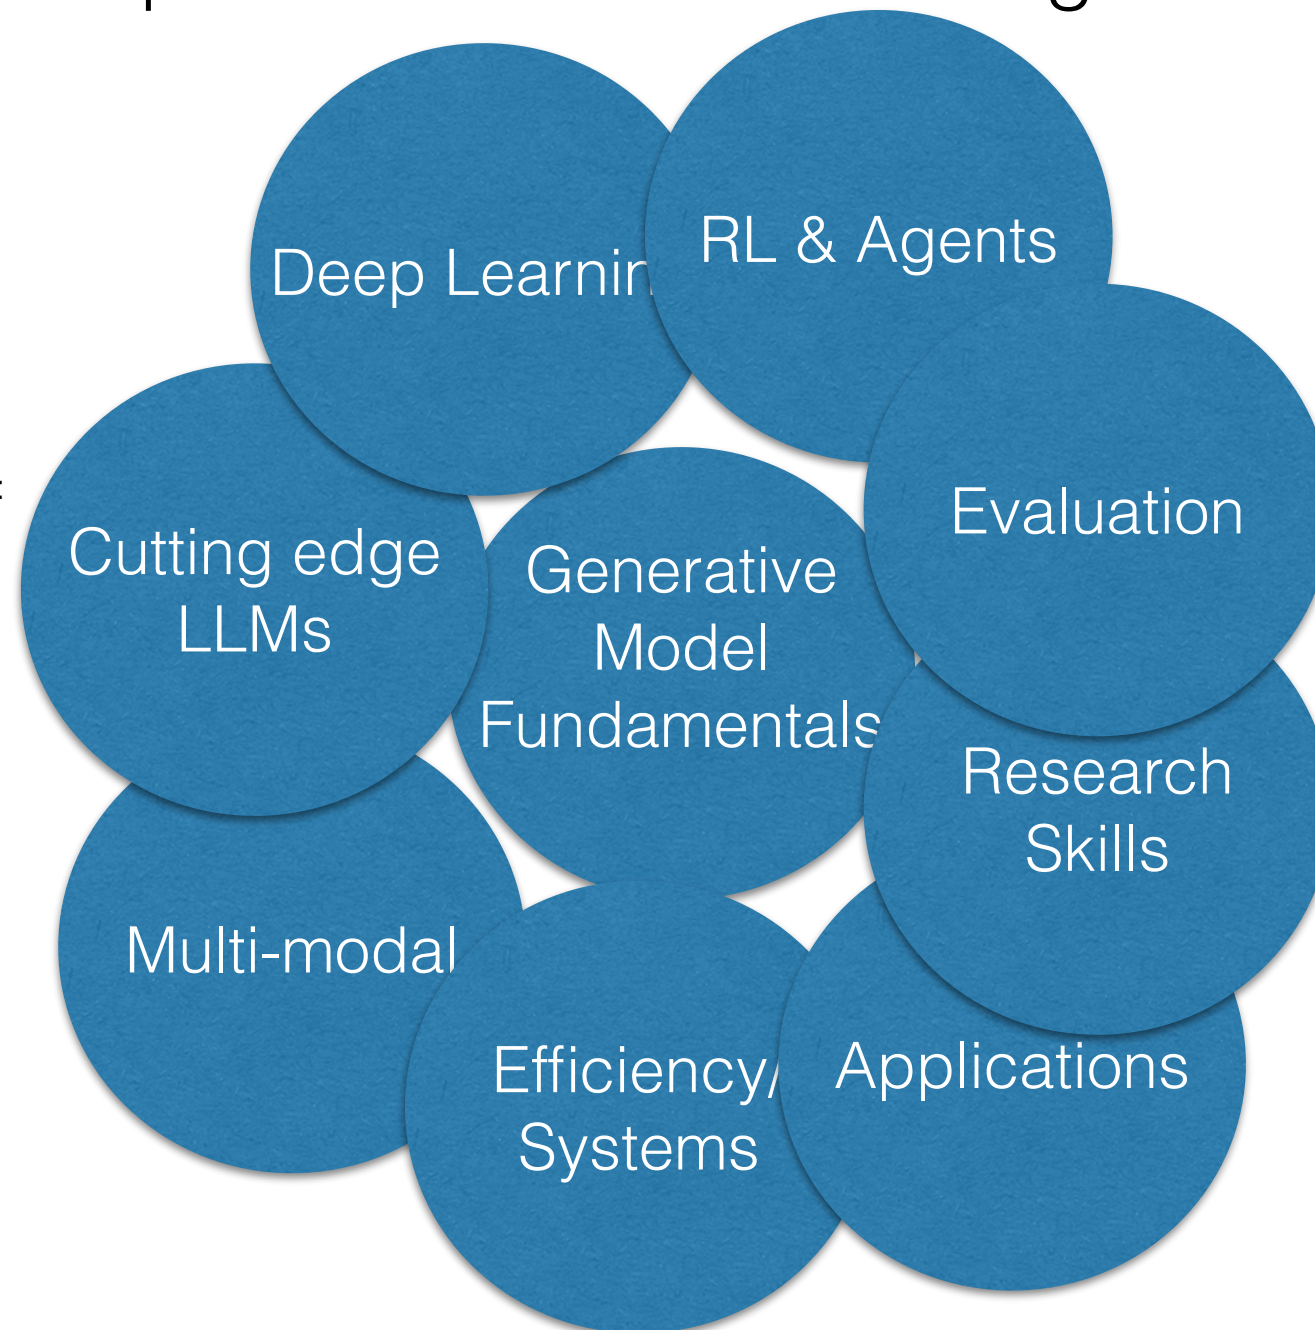 Deep Learnin
RL & Agents
Evaluation
Cutting edge
LLMs
Generative
Model
Fundamentals
Research
Skills
Multi-modal
Efficiency/
Systems
Applications